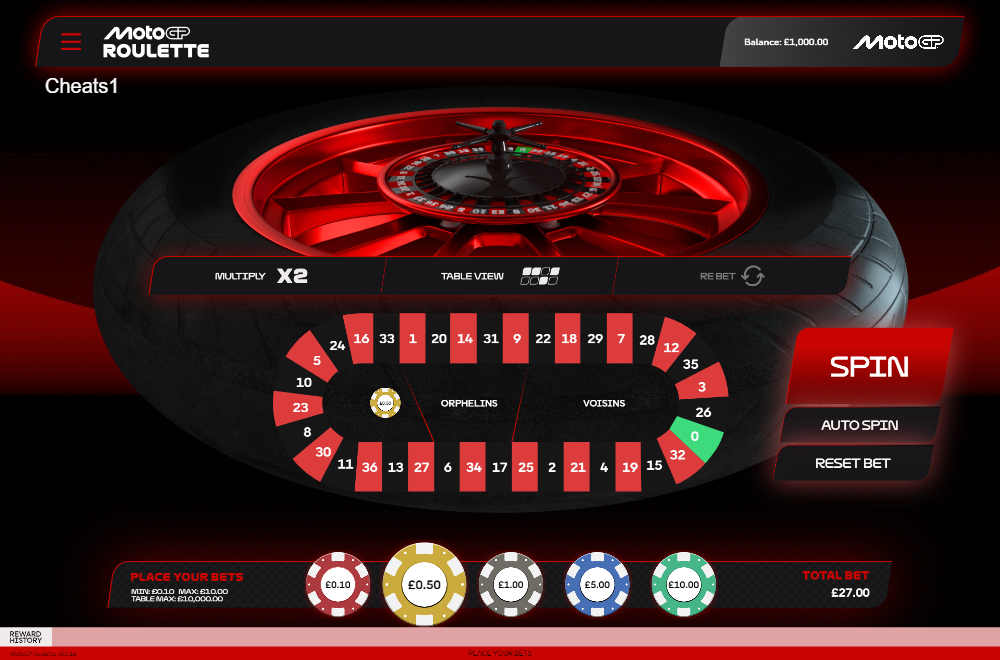 MotoGP
ROULETTE
Balance: £1,000.00
MotoGP
Cheats1
MULTIPLY X2
TABLE VIEW
RE BET
24 16 33 1 20 14 31 9 22 18 29 7 28 12
5
35
10
3
23
26
8
0
30
32
11 36 13 27 6 34 17 25 2 21 4 19 15
£0.50
ORPHELINS
VOISINS
SPIN
AUTO SPIN
RESET BET
PLACE YOUR BETS
MIN: £0.10 MAX: £10.00
TABLE MAX: £10,000.00
£0.10
£0.50
£1.00
£5.00
£10.00
TOTAL BET
£27.00
REWARD
HISTORY
PLACE YOUR BETS